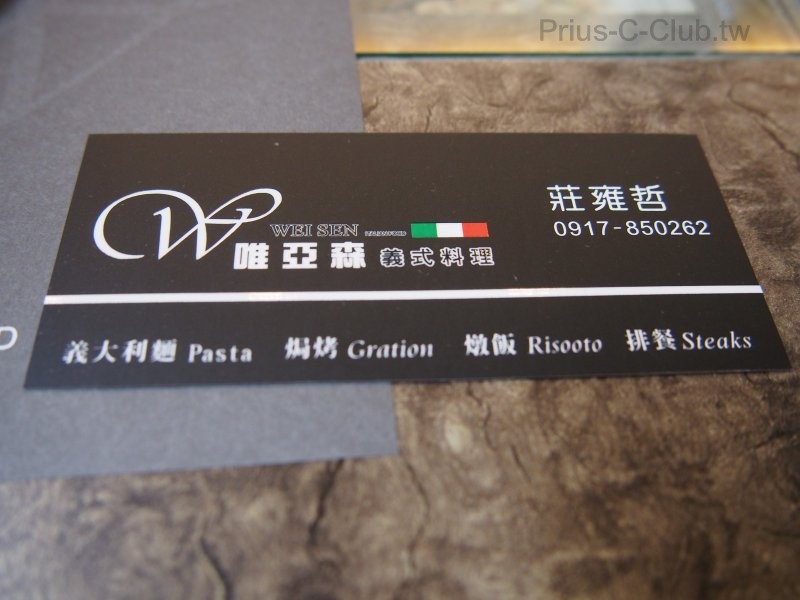 Prius-C-Club.tw
莊雍哲
0917-850262
WEI SEN
唯亞森 義式料理
義大利麵 Pasta 焗烤 Gration 燉飯 Risooto 排餐 Steaks